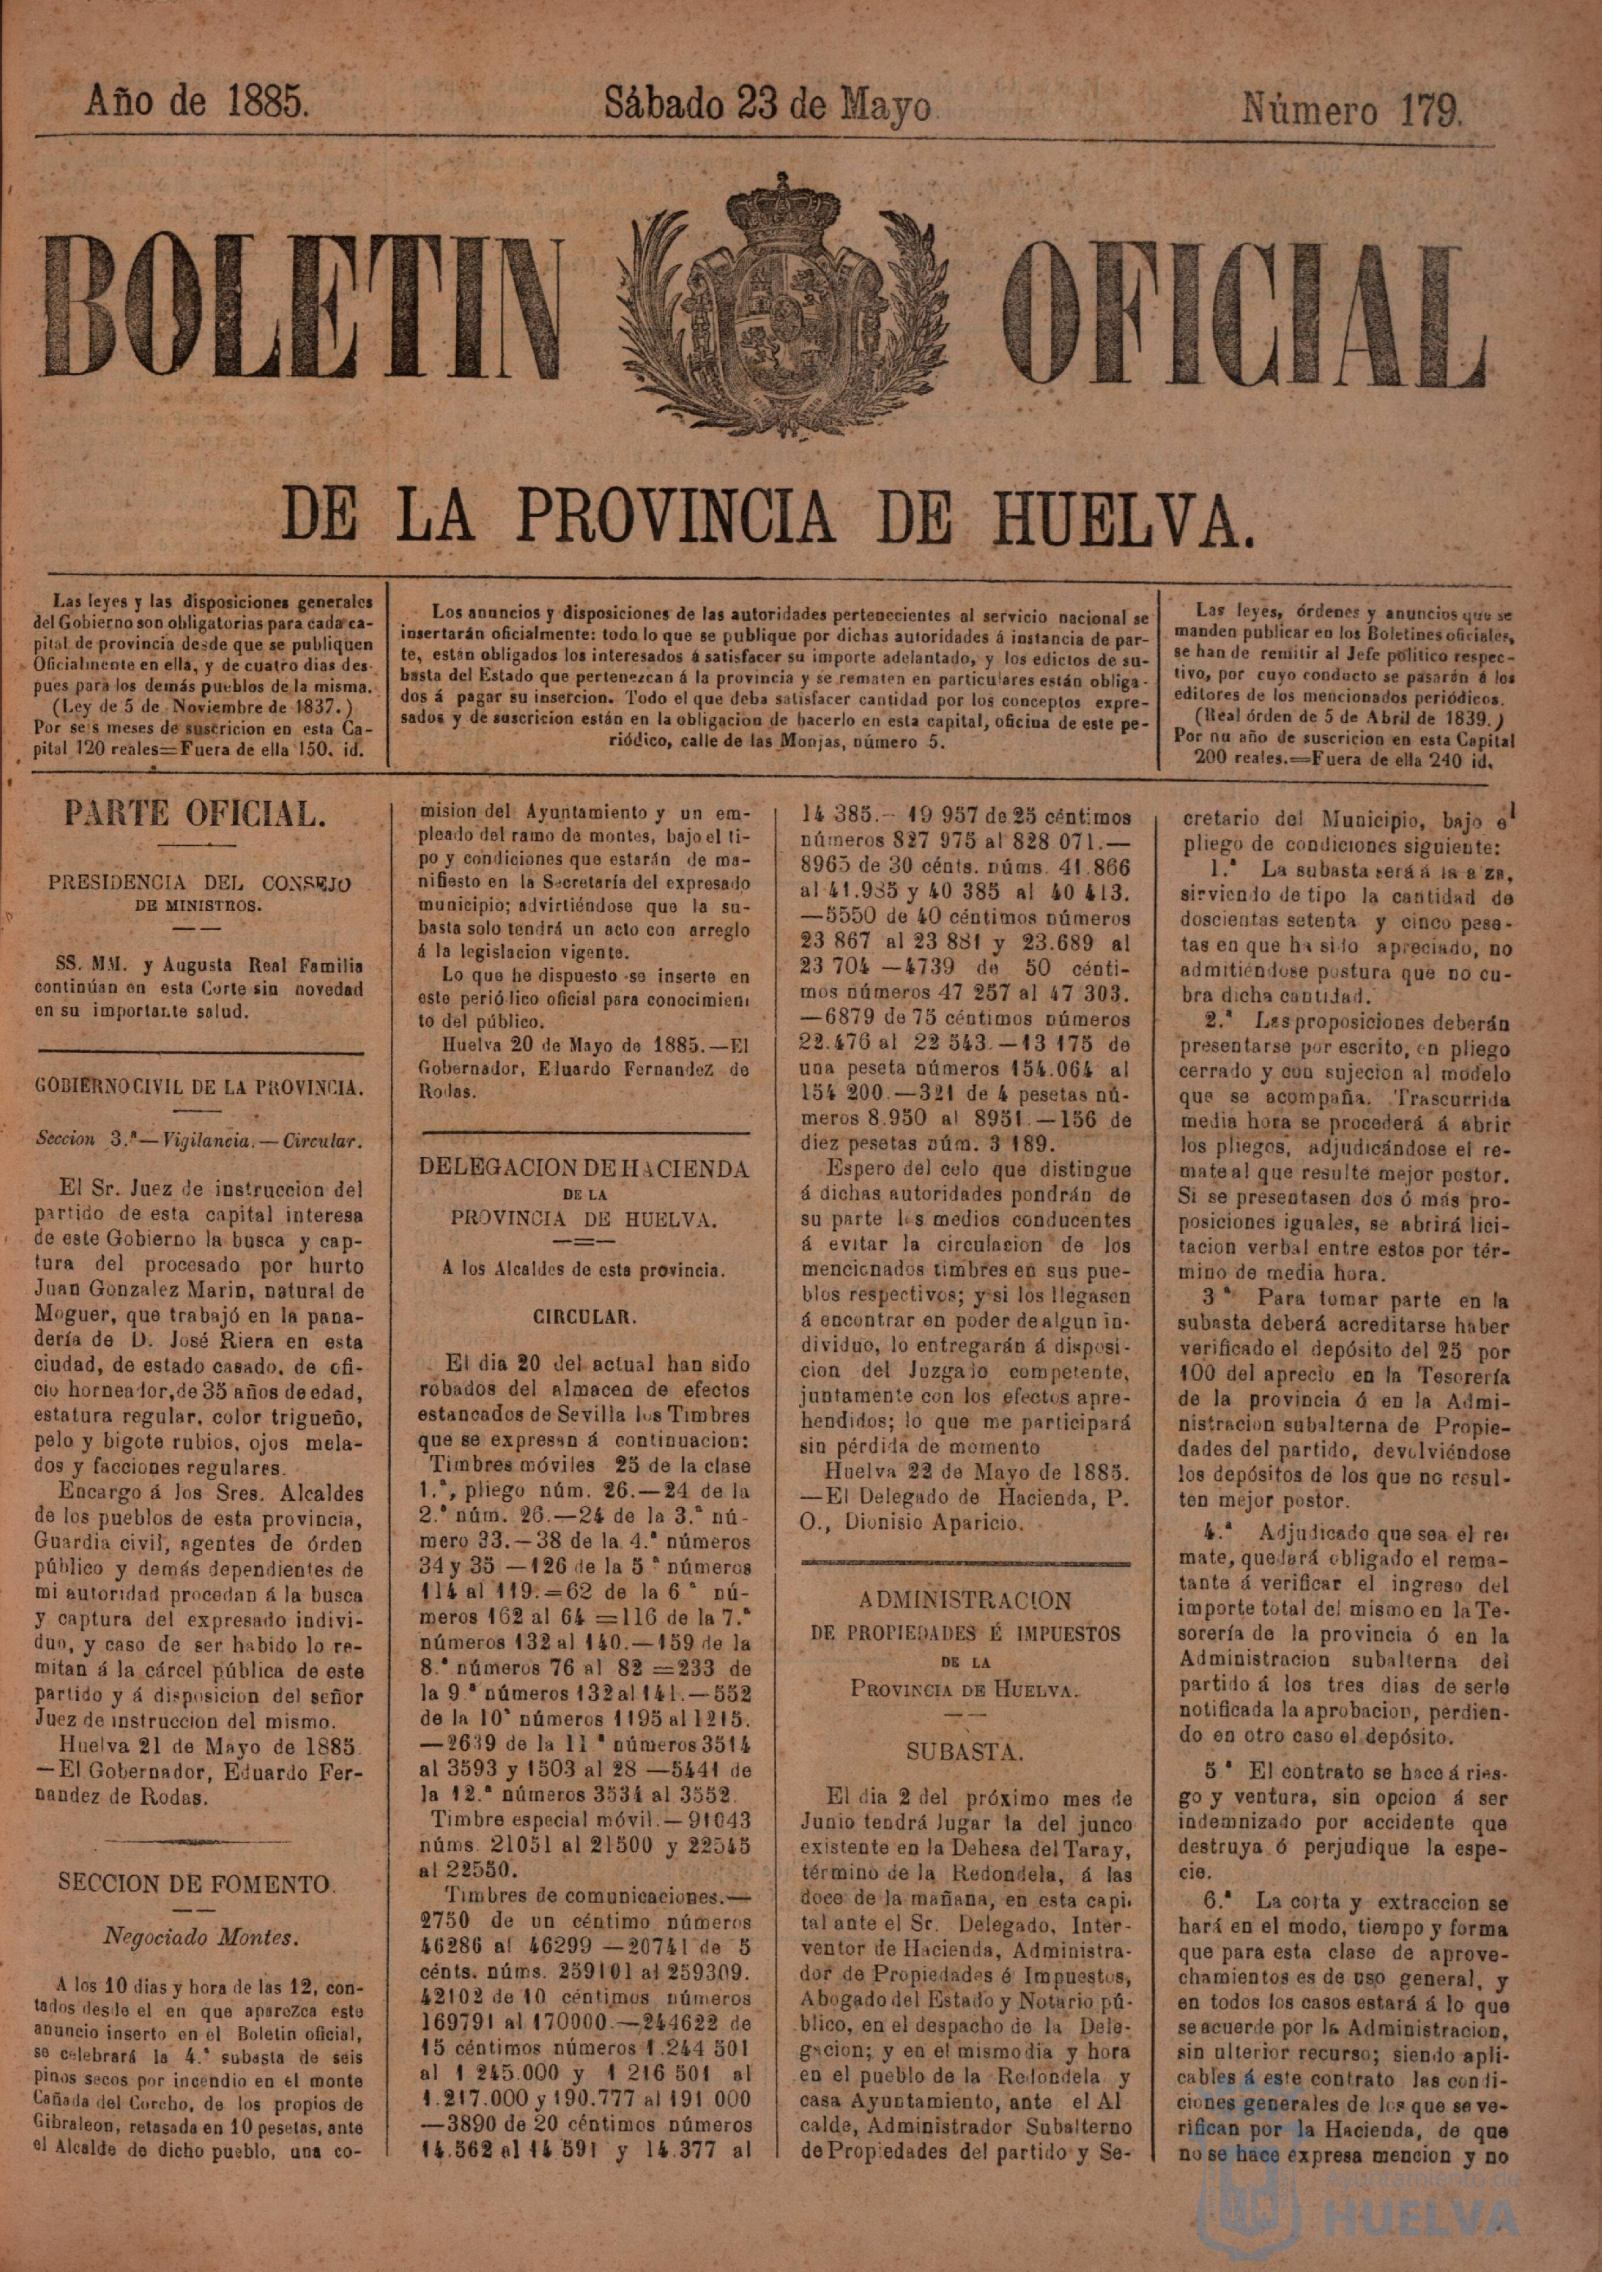 Año de 1885.
Sábado 23 de Mayo
Número 179.
BOLETIN OFICIAL
DE LA PROVINCIA DE HUELVA.
Las leyes y las disposiciones generales
del Gobierno son obligatorias para cada ca-
pital de provincia desde que se publiquen
Oficialmente en ella, y de cuatro dias des-
pues para los demás pueblos de la misma.
(Ley de 5 de Noviembre de 1837.)
Por seis meses de suscricion en esta Ca-
pital 120 reales=Fuera de ella 150. id.
Los anuncios y disposiciones de las autoridades pertenecientes al servicio nacional se
insertarán oficialmente: todo lo que se publique por dichas autoridades á instancia de par-
te, están obligados los interesados á satisfacer su importe adelantado, y los edictos de su-
basta del Estado que pertenezcan á la provincia y se rematen en particulares están obliga-
dos á pagar su insercion. Todo el que deba satisfacer cantidad por los conceptos expre-
sados y de suscricion están en la obligacion de hacerlo en esta capital, oficina de este pe-
riódico, calle de las Monjas, número 5.
Las leyes, órdenes y anuncios que se
manden publicar en los Boletines oficiales,
se han de remitir al Jefe político respec-
tivo, por cuyo conducto se pasarán á los
editores de los mencionados periódicos.
(Real órden de 5 de Abril de 1839.)
Por nu año de suscricion en esta Capital
200 reales.=Fuera de ella 240 id.
PARTE OFICIAL.
PRESIDENCIA DEL CONSEJO
DE MINISTROS.
SS. MM. y Augusta Real Familia
continúan en esta Corte sin novedad
en su importante salud.
GOBIERNO CIVIL DE LA PROVINCIA.
Seccion 3.ª—Vigilancia.—Circular.
El Sr. Juez de instruccion del
partido de esta capital interesa
de este Gobierno la busca y cap-
tura del procesado por hurto
Juan Gonzalez Marin, natural de
Moguer, que trabajó en la pana-
dería de D. José Riera en esta
ciudad, de estado casado, de ofi-
cio horneador, de 35 años de edad,
estatura regular, color trigueño,
pelo y bigote rubios, ojos mela-
dos y facciones regulares.
Encargo á los Sres. Alcaldes
de los pueblos de esta provincia,
Guardia civil, agentes de órden
público y demás dependientes de
mi autoridad procedan á la busca
y captura del expresado indivi-
duo, y caso de ser habido lo re-
mitan á la cárcel pública de este
partido y á disposicion del señor
Juez de instruccion del mismo.
Huelva 21 de Mayo de 1885.
—El Gobernador, Eduardo Fer-
nandez de Rodas.
SECCION DE FOMENTO.
Negociado Montes.
A los 10 dias y hora de las 12, con-
tados desde el en que aparezca este
anuncio inserto en el Boletin oficial,
se celebrará la 4.ª subasta de seis
pinos secos por incendio en el monte
Cañada del Corcho, de los propios de
Gibraleon, retasada en 10 pesetas, ante
el Alcalde de dicho pueblo, una co-
mision del Ayuntamiento y un em-
pleado del ramo de montes, bajo el ti-
po y condiciones que estarán de ma-
nifiesto en la Secretaría del expresado
municipio; advirtiéndose que la su-
basta solo tendrá un acto con arreglo
á la legislacion vigente.
Lo que he dispuesto se inserte en
este periódico oficial para conocimien
to del público.
Huelva 20 de Mayo de 1885.—El
Gobernador, Eduardo Fernandez de
Rodas.
DELEGACION DE HACIENDA
DE LA
PROVINCIA DE HUELVA.
A los Alcaldes de esta provincia.
CIRCULAR.
El dia 20 del actual han sido
robados del almacen de efectos
estancados de Sevilla los Timbres
que se expresan á continuacion:
Timbres móviles 25 de la clase
1.ª, pliego núm. 26.—24 de la
2.ª núm. 26.—24 de la 3.ª nú-
mero 33.—38 de la 4.ª números
34 y 35 —126 de la 5 ª números
114 al 119.=62 de la 6 ª nú-
meros 162 al 64 =116 de la 7.ª
números 132 al 140.—159 de la
8.ª números 76 al 82 =233 de
la 9.ª números 132 al 141.—552
de la 10ª números 1195 al 1215.
—2639 de la 11 ª números 3514
al 3593 y 1503 al 28 —5441 de
la 12.ª números 3534 al 3552.
Timbre especial móvil.—91043
núms. 21051 al 21500 y 22545
al 22550.
Timbres de comunicaciones.—
2750 de un céntimo números
46286 al 46299 —20741 de 5
cénts. núms. 259101 al 259309.
42102 de 10 céntimos números
169791 al 170000.—244622 de
15 céntimos números 1.244 501
al 1 245.000 y 1 216 501 al
1.217.000 y 190.777 al 191 000
—3890 de 20 céntimos números
14.562 al 14 591 y 14.377 al
14 385.— 19 957 de 25 céntimos
números 827 975 al 828 071.—
8965 de 30 cénts. núms. 41.866
al 41.935 y 40 385 al 40 413.
—5550 de 40 céntimos números
23 867 al 23 881 y 23.689 al
23 704 —4739 de 50 cénti-
mos números 47 257 al 47 303.
—6879 de 75 céntimos números
22.476 al 22 543.—13 175 de
una peseta números 154.064 al
154 200.—321 de 4 pesetas nú-
meros 8.950 al 8951.—156 de
diez pesetas núm. 3 189.
Espero del celo que distingue
á dichas autoridades pondrán de
su parte los medios conducentes
á evitar la circulacion de los
mencionados timbres en sus pue-
blos respectivos; y si los llegasen
á encontrar en poder de algun in-
dividuo, lo entregarán á disposi-
cion del Juzgado competente,
juntamente con los efectos apre-
hendidos; lo que me participará
sin pérdida de momento
Huelva 22 de Mayo de 1885.
—El Delegado de Hacienda, P.
O., Dionisio Aparicio.
ADMINISTRACION
DE PROPIEDADES É IMPUESTOS
DE LA
PROVINCIA DE HUELVA.
SUBASTA.
El dia 2 del próximo mes de
Junio tendrá lugar la del junco
existente en la Dehesa del Taray,
término de la Redondela, á las
doce de la mañana, en esta capi-
tal ante el Sr. Delegado, Inter-
ventor de Hacienda, Administra-
dor de Propiedades é Impuestos,
Abogado del Estado y Notario pú-
blico, en el despacho de la Dele-
gacion; y en el mismo dia y hora
en el pueblo de la Redondela y
casa Ayuntamiento, ante el Al
calde, Administrador Subalterno
de Propiedades del partido y Se-
cretario del Municipio, bajo el
pliego de condiciones siguiente:
1.ª La subasta será á la alza,
sirviendo de tipo la cantidad de
doscientas setenta y cinco pese-
tas en que ha sido apreciado, no
admitiéndose postura que no cu-
bra dicha cantidad.
2.ª Las proposiciones deberán
presentarse por escrito, en pliego
cerrado y con sujecion al modelo
que se acompaña. Trascurrida
media hora se procederá á abrir
los pliegos, adjudicándose el re-
mate al que resulte mejor postor.
Si se presentasen dos ó más pro-
posiciones iguales, se abrirá lici-
tacion verbal entre estos por tér-
mino de media hora.
3 ª Para tomar parte en la
subasta deberá acreditarse haber
verificado el depósito del 25 por
100 del aprecio en la Tesorería
de la provincia ó en la Admi-
nistracion subalterna de Propie-
dades del partido, devolviéndose
los depósitos de los que no resul-
ten mejor postor.
4.ª Adjudicado que sea el re-
mate, quedará obligado el rema-
tante á verificar el ingreso del
importe total del mismo en la Te-
sorería de la provincia ó en la
Administracion subalterna del
partido á los tres dias de serle
notificada la aprobacion, perdien-
do en otro caso el depósito.
5.ª El contrato se hace á ries-
go y ventura, sin opcion á ser
indemnizado por accidente que
destruya ó perjudique la espe-
cie.
6.ª La corta y extraccion se
hará en el modo, tiempo y forma
que para esta clase de aprove-
chamientos es de uso general, y
en todos los casos estará á lo que
se acuerde por la Administracion,
sin ulterior recurso; siendo apli-
cables á este contrato las condi-
ciones generales de los que se ve-
rifican por la Hacienda, de que
no se hace expresa mencion y no
Ayuntamiento de
HUELVA